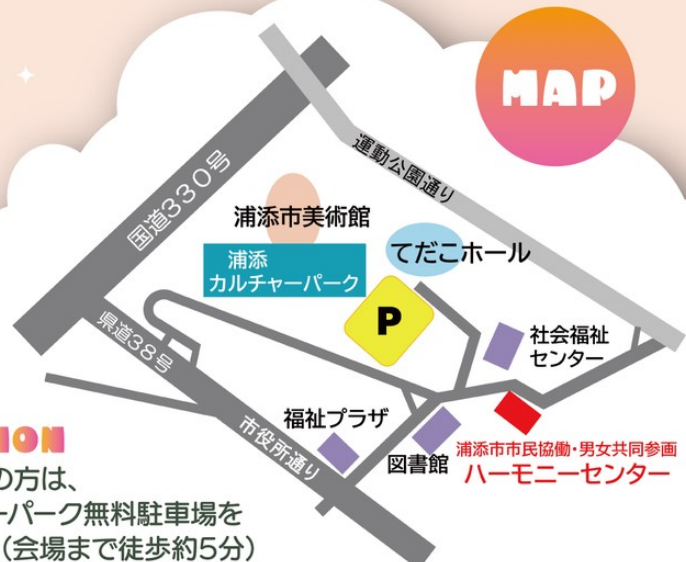 MAP
運動公園通り
国道330号
浦添市美術館
てだこホール
浦添
カルチャーパーク
P
社会福祉
センター
県道38号
福祉プラザ
市役所通り
図書館
浦添市市民協働・男女共同参画
ハーモニーセンター
ION
の方は、
ーパーク無料駐車場を
(会場まで徒歩約5分)